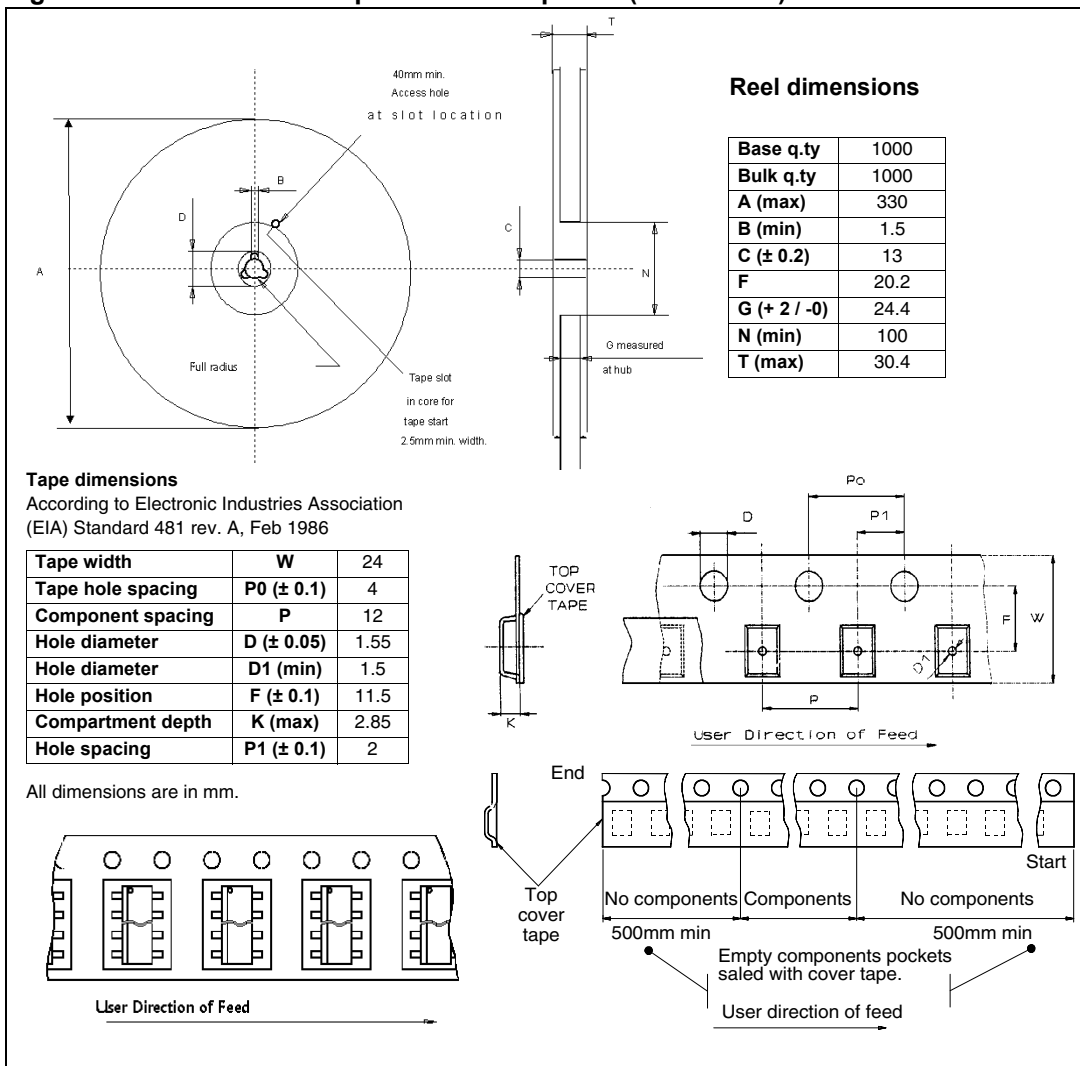 T
40mm min.
Access hole
at slot location
B
D
C
A
N
Full radius
Tape slot
in core for
tape start
2.5mm min. width.
G measured
at hub
Reel dimensions
Base q.ty 1000
Bulk q.ty 1000
A (max) 330
B (min) 1.5
C (± 0.2) 13
F 20.2
G (+ 2 / -0) 24.4
N (min) 100
T (max) 30.4
Tape dimensions
According to Electronic Industries Association
(EIA) Standard 481 rev. A, Feb 1986
Tape width W 24
Tape hole spacing P0 (± 0.1) 4
Component spacing P 12
Hole diameter D (± 0.05) 1.55
Hole diameter D1 (min) 1.5
Hole position F (± 0.1) 11.5
Compartment depth K (max) 2.85
Hole spacing P1 (± 0.1) 2
All dimensions are in mm.
Po
D
P1
TOP
COVER
TAPE
F
W
D1
K
P
User Direction of Feed
End
Start
Top
cover
tape
No components
Components
No components
500mm min
500mm min
Empty components pockets
saled with cover tape.
User direction of feed
User Direction of Feed